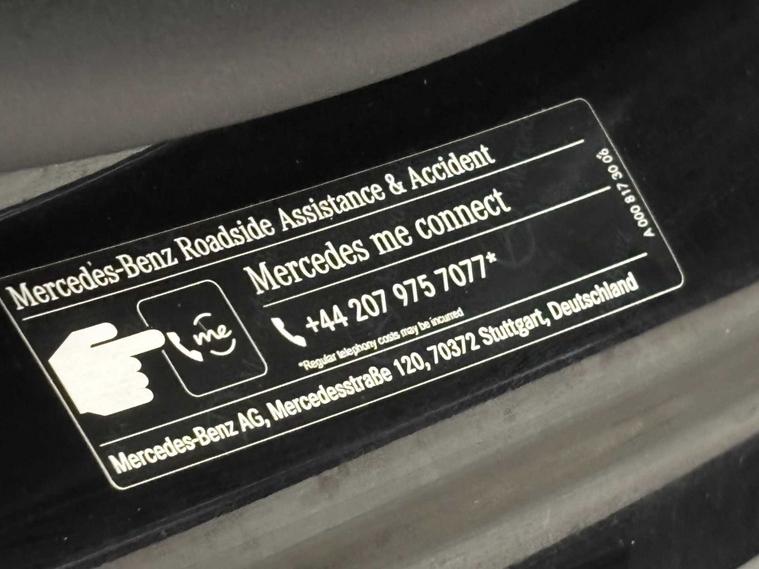 Mercedes-Benz Roadside Assistance & Accident
Mercedes me connect
me
+44 207 975 7077*
*Regular telephony costs may be incurred
Mercedes-Benz AG, Mercedesstraße 120, 70372 Stuttgart, Deutschland
A 000 817 30 08